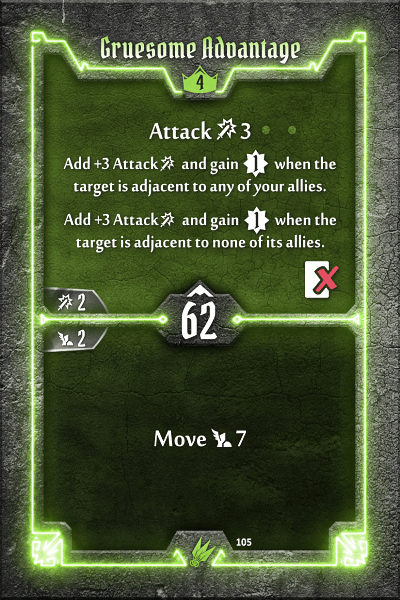 Gruesome Advantage
4
Attack 3
Add +3 Attack and gain 1 when the
target is adjacent to any of your allies.
Add +3 Attack and gain 1 when the
target is adjacent to none of its allies.
2
62
2
Move 7
105